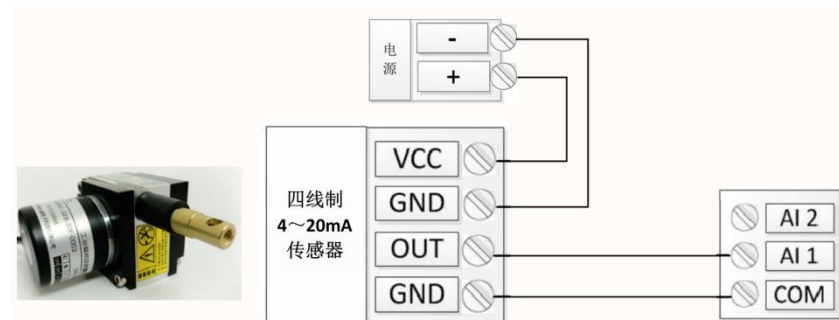 电
源
-
+
四线制
4～20mA
传感器
VCC
GND
OUT
GND
AI 2
AI 1
COM